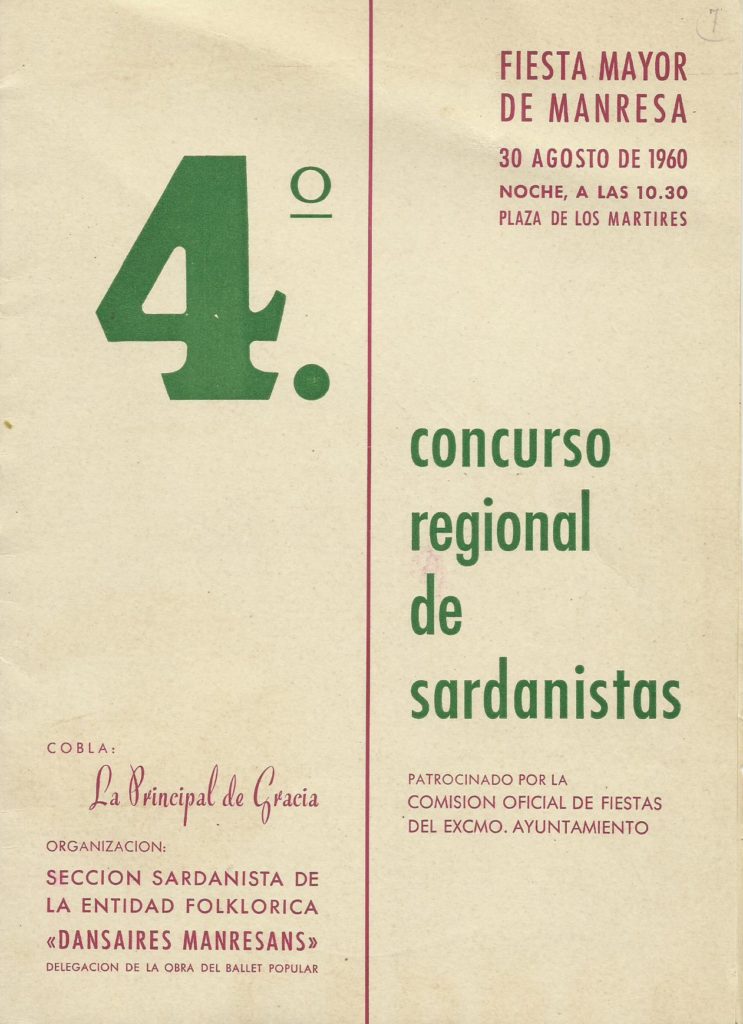 7
FIESTA MAYOR
DE MANRESA
30 AGOSTO DE 1960
NOCHE, A LAS 10.30
PLAZA DE LOS MARTIRES
4.º
concurso
regional
de
sardanistas
COBLA:
La Principal de Gracia
ORGANIZACION:
SECCION SARDANISTA DE
LA ENTIDAD FOLKLORICA
«DANSAIRES MANRESANS»
DELEGACION DE LA OBRA DEL BALLET POPULAR
PATROCINADO POR LA
COMISION OFICIAL DE FIESTAS
DEL EXCMO. AYUNTAMIENTO